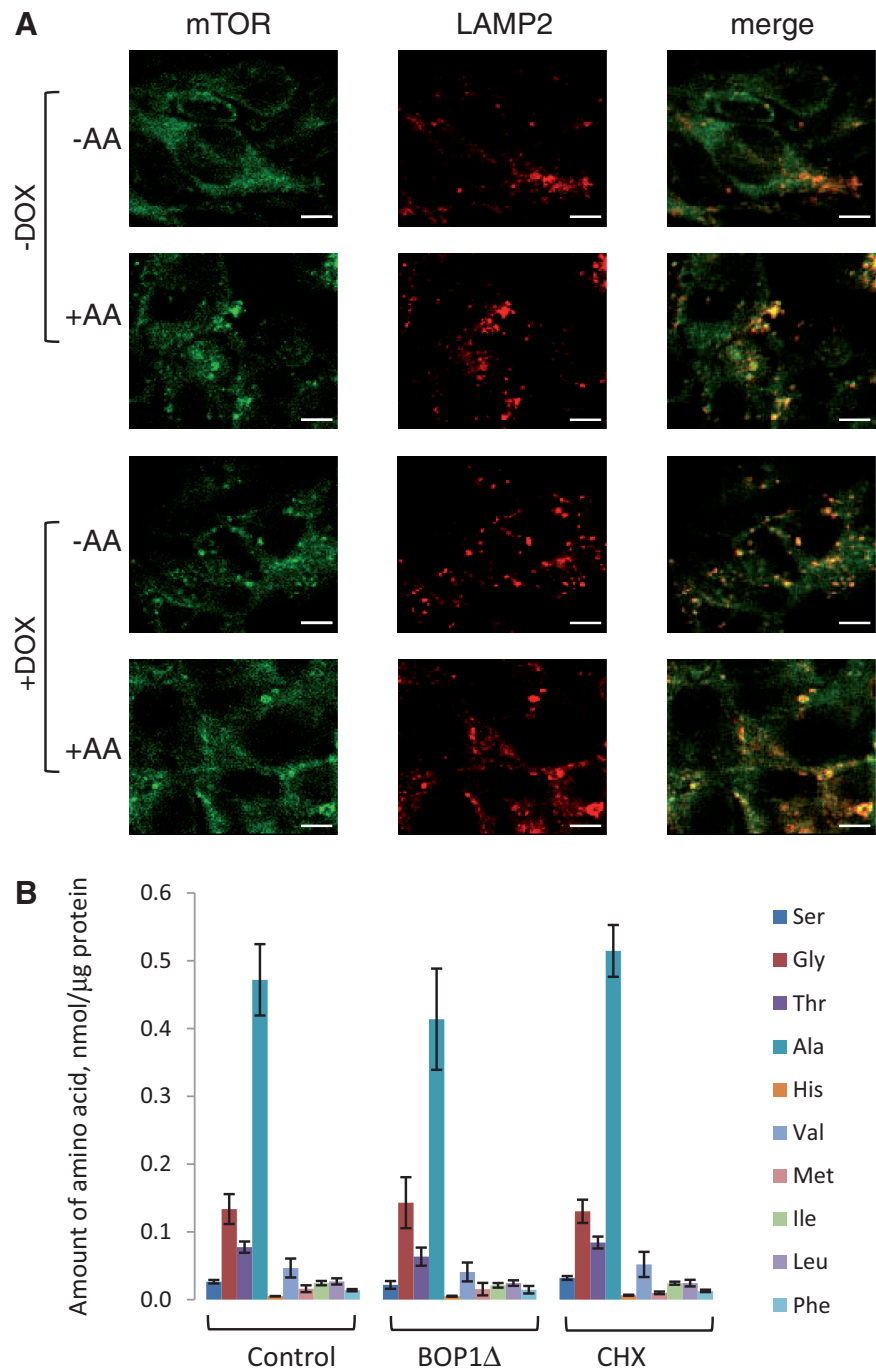 A
mTOR LAMP2 merge
-DOX
-AA
+AA
+DOX
-AA
+AA
B
Amount of amino acid, nmol/µg protein
0.6
0.5
0.4
0.3
0.2
0.1
0.0
Control BOP1Δ CHX
Ser
Gly
Thr
Ala
His
Val
Met
Ile
Leu
Phe